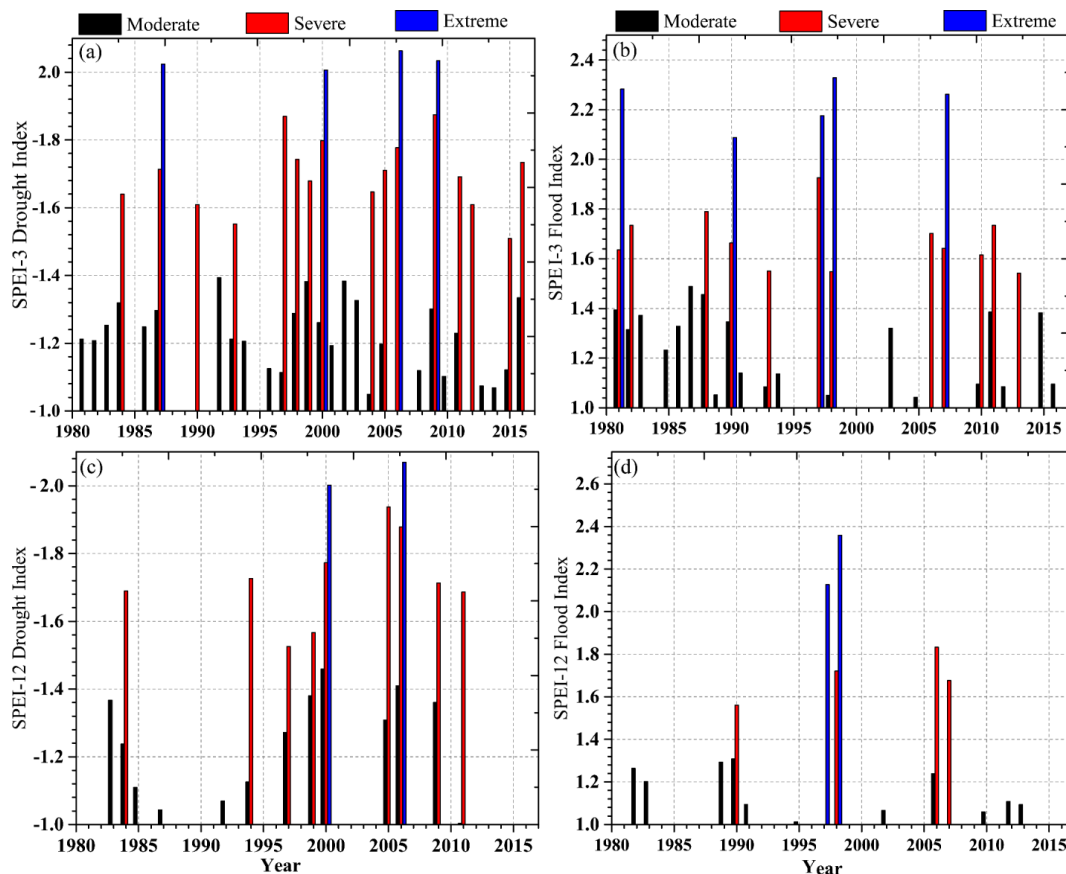 Moderate Severe Extreme
Moderate Severe Extreme
(a)
SPEI-3 Drought Index
2.0
-1.8
-1.6
-1.4
-1.2
-1.0
1980 1985 1990 1995 2000 2005 2010 2015
(b)
SPEI-3 Flood Index
2.4
2.2
2.0
1.8
1.6
1.4
1.2
1.0
1980 1985 1990 1995 2000 2005 2010 2015
(c)
SPEI-12 Drought Index
-2.0
-1.8
-1.6
-1.4
-1.2
-1.0
1980 1985 1990 1995 2000 2005 2010 2015
Year
(d)
SPEI-12 Flood Index
2.6
2.4
2.2
2.0
1.8
1.6
1.4
1.2
1.0
1980 1985 1990 1995 2000 2005 2010 2015
Year